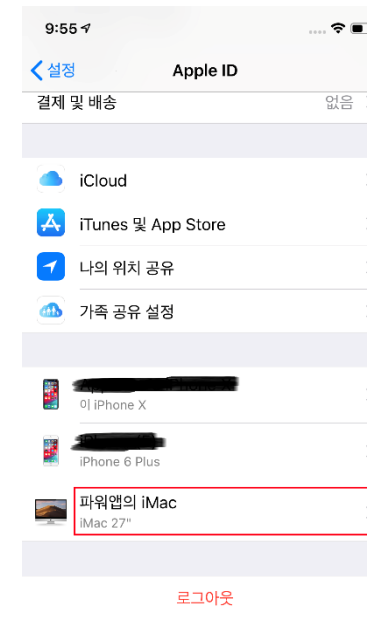 9:55
설정
Apple ID
결제 및 배송
없음
iCloud
iTunes 및 App Store
나의 위치 공유
가족 공유 설정
이 iPhone X
iPhone 6 Plus
파워앱의 iMac
iMac 27"
로그아웃